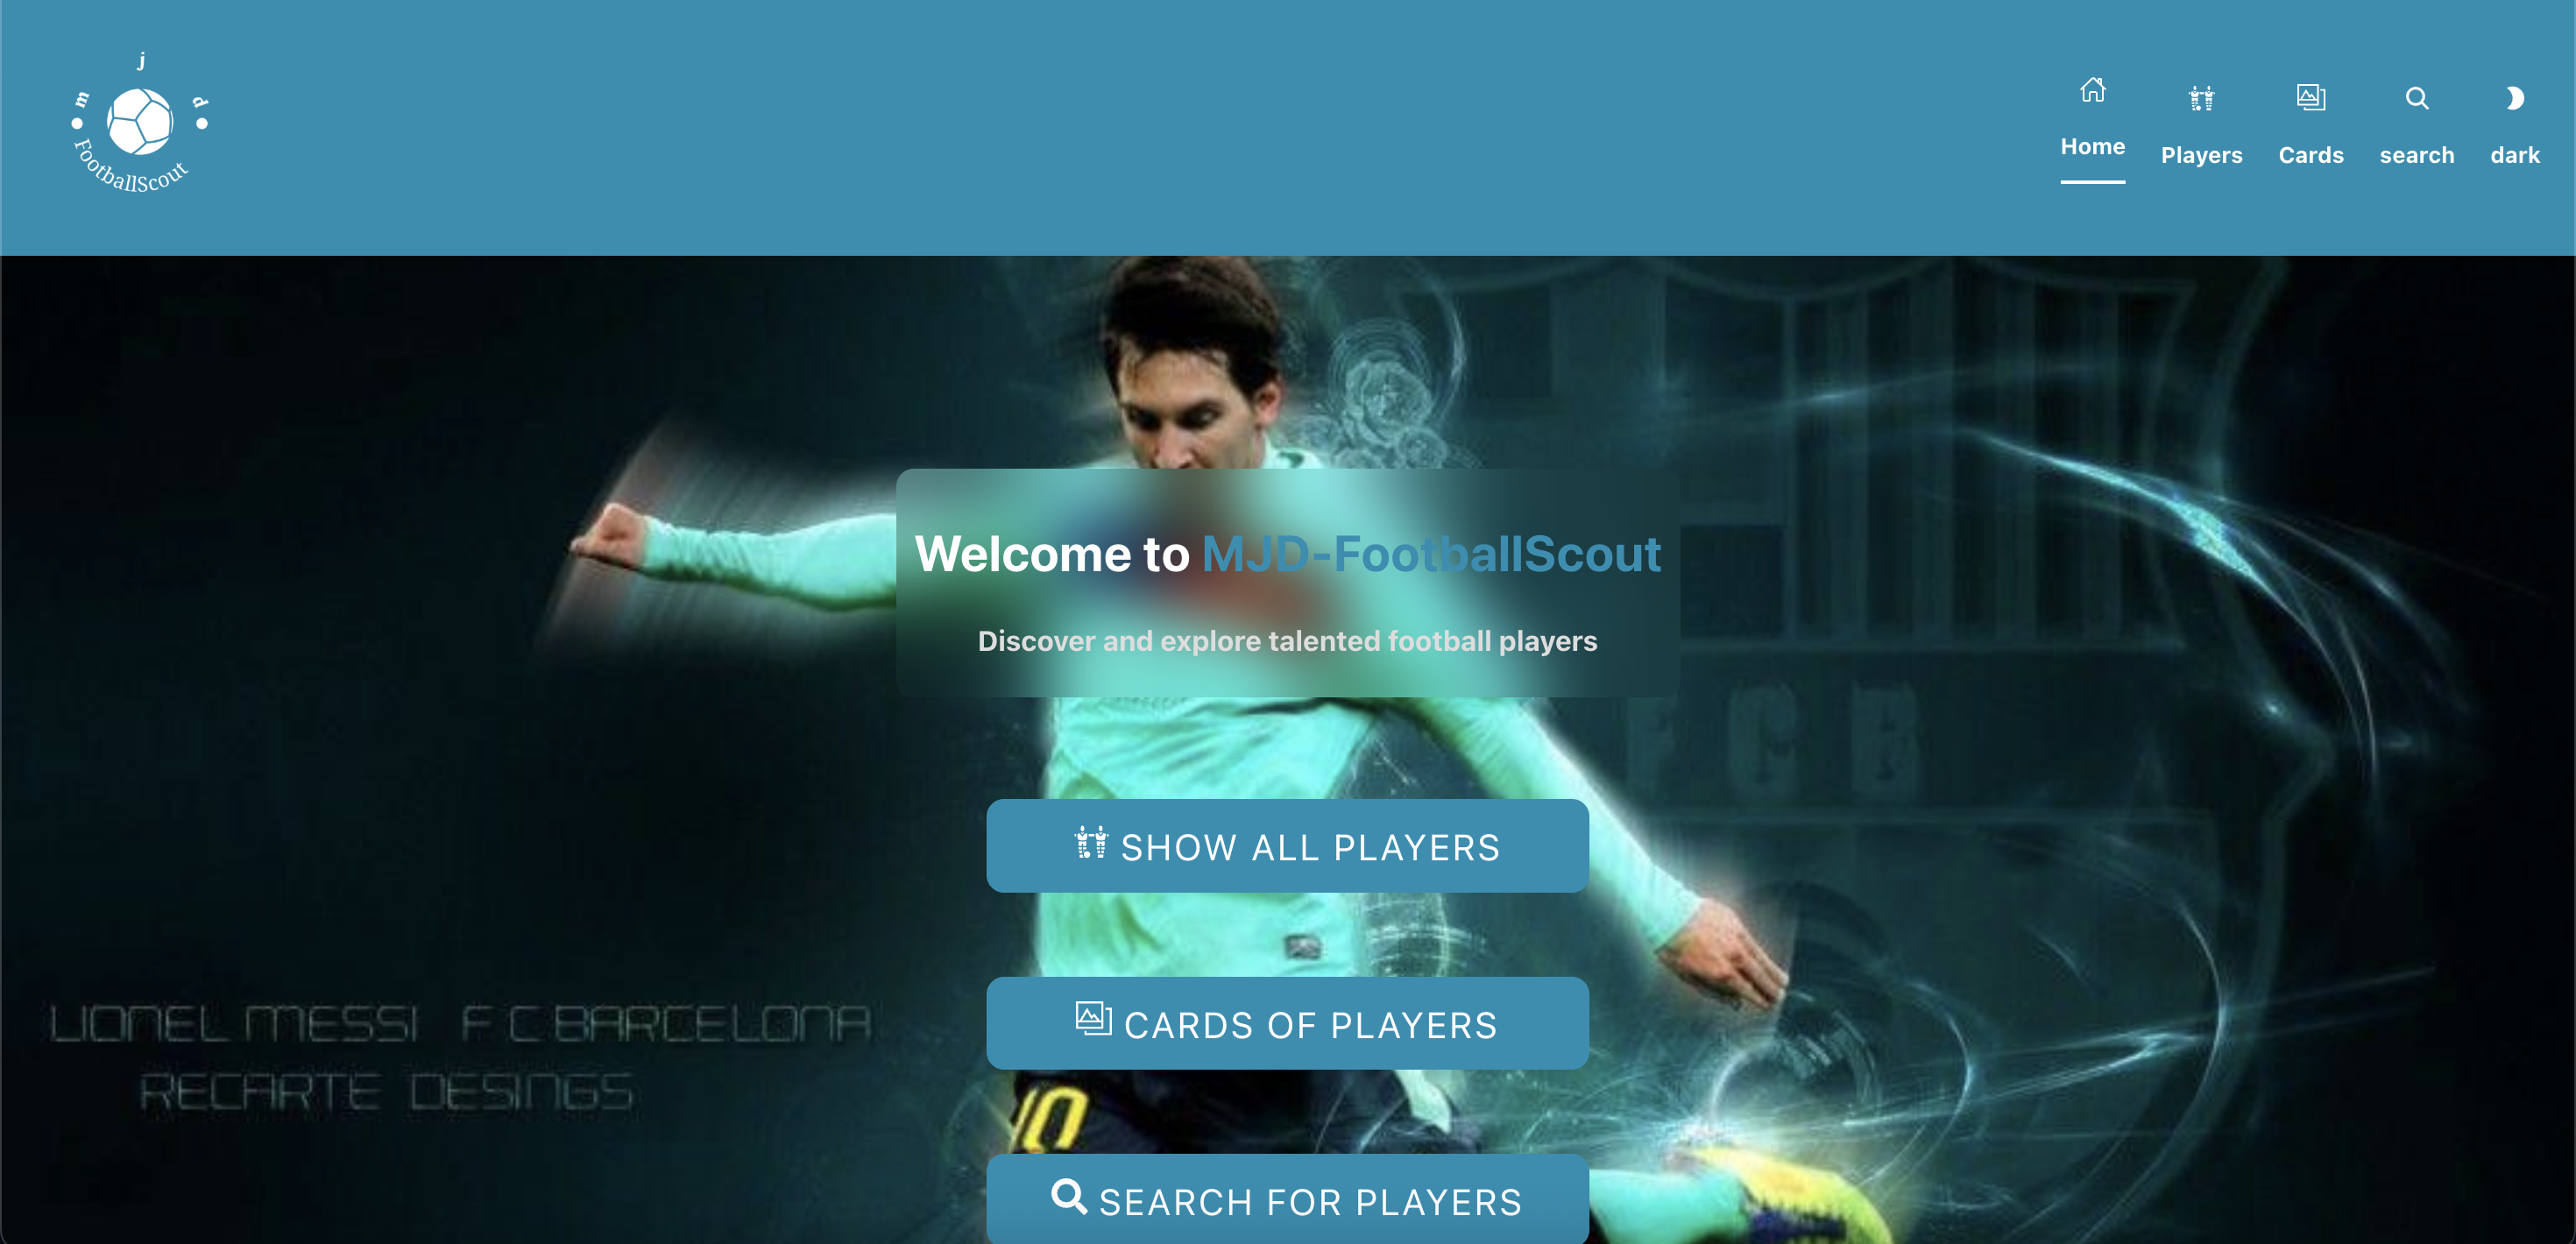 j
m d
FootballScout
Home Players Cards search dark
Welcome to MJD-FootballScout
Discover and explore talented football players
F C B
SHOW ALL PLAYERS
CARDS OF PLAYERS
LIONEL MESSI F C BARCELONA
RECARTE DESINGS
10
SEARCH FOR PLAYERS